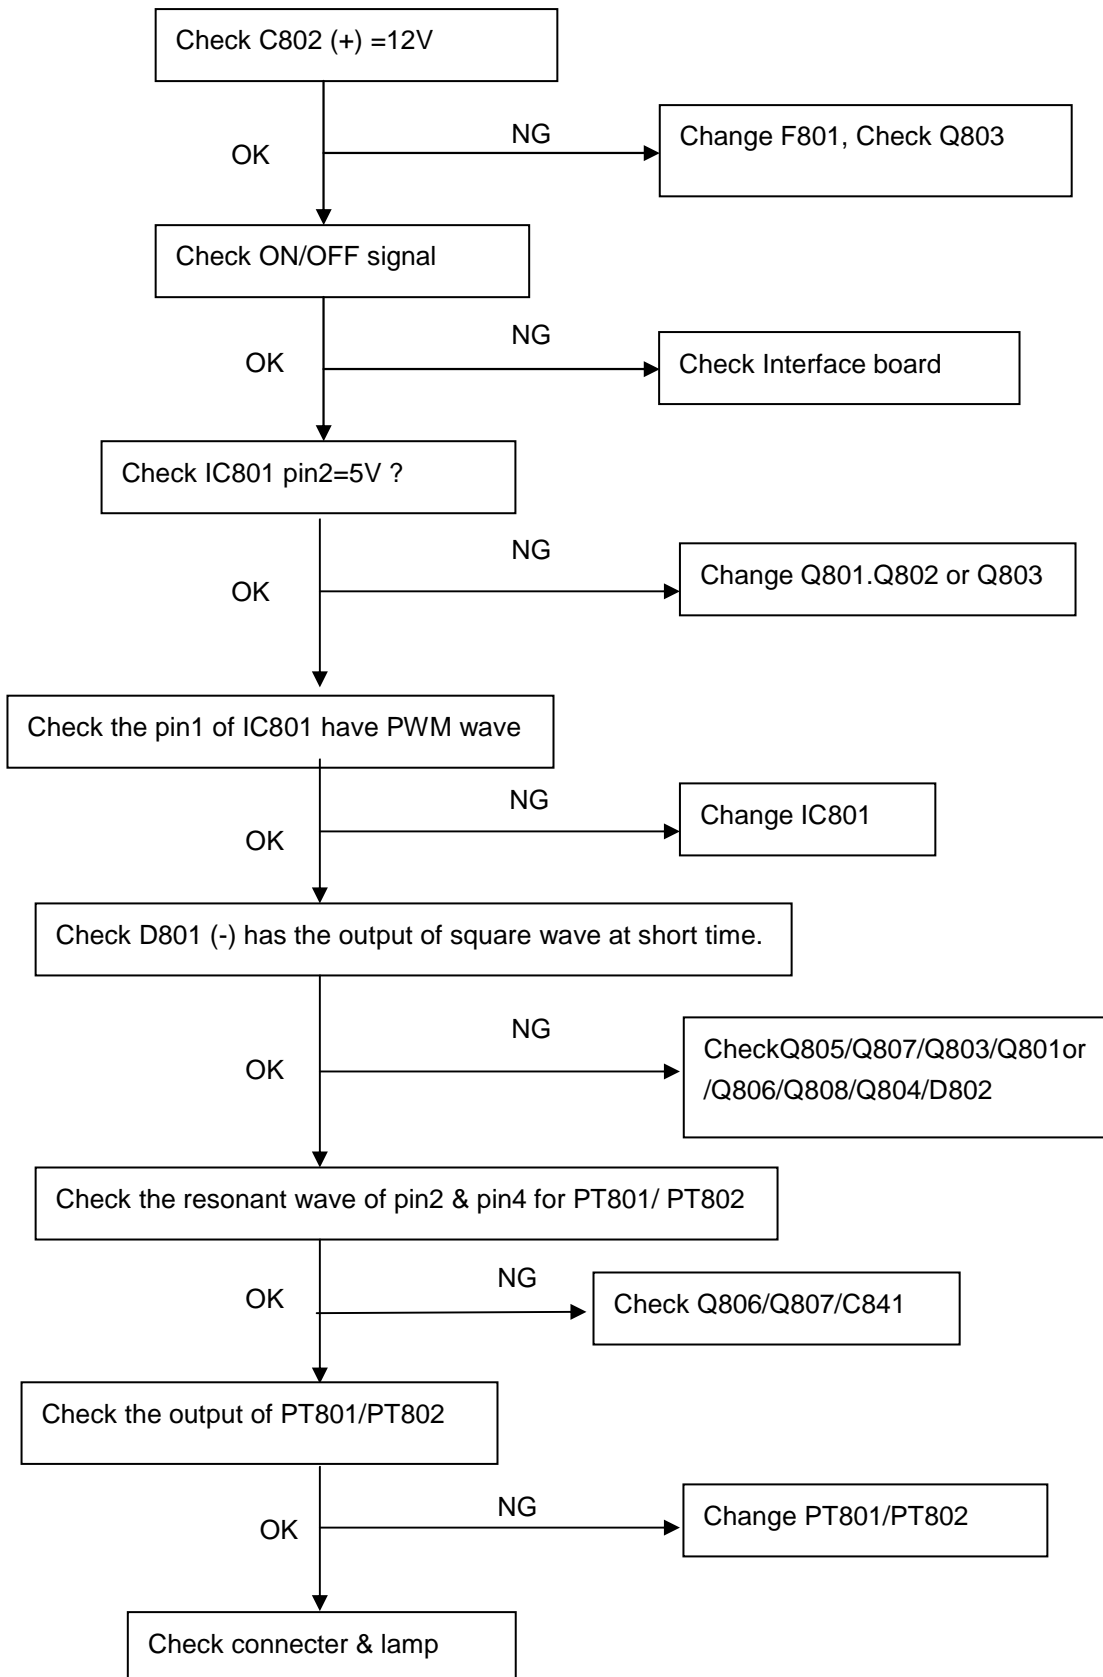 Check C802 (+) =12V
NG
OK
Change F801, Check Q803
Check ON/OFF signal
NG
OK
Check Interface board
Check IC801 pin2=5V ?
NG
OK
Change Q801.Q802 or Q803
Check the pin1 of IC801 have PWM wave
NG
OK
Change IC801
Check D801 (-) has the output of square wave at short time.
NG
OK
CheckQ805/Q807/Q803/Q801or
/Q806/Q808/Q804/D802
Check the resonant wave of pin2 & pin4 for PT801/ PT802
NG
OK
Check Q806/Q807/C841
Check the output of PT801/PT802
NG
OK
Change PT801/PT802
Check connecter & lamp